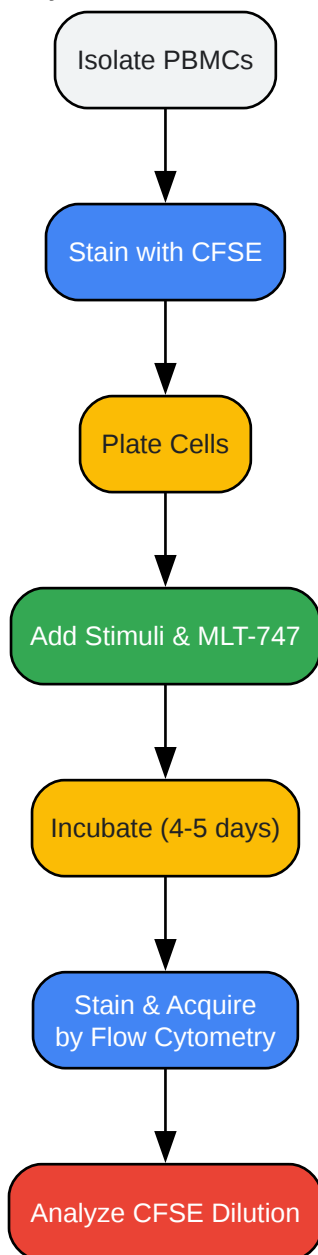 Isolate PBMCs
Stain with CFSE
Plate Cells
Add Stimuli & MLT-747
Incubate (4-5 days)
Stain & Acquire
by Flow Cytometry
Analyze CFSE Dilution